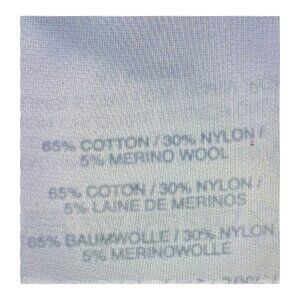 65% COTTON / 30% NYLON /
5% MERINO WOOL
65% COTON / 30% NYLON /
5% LAINE DE MERINOS
65% BAUMWOLLE / 30% NYLON
5% MERINOWOLLE